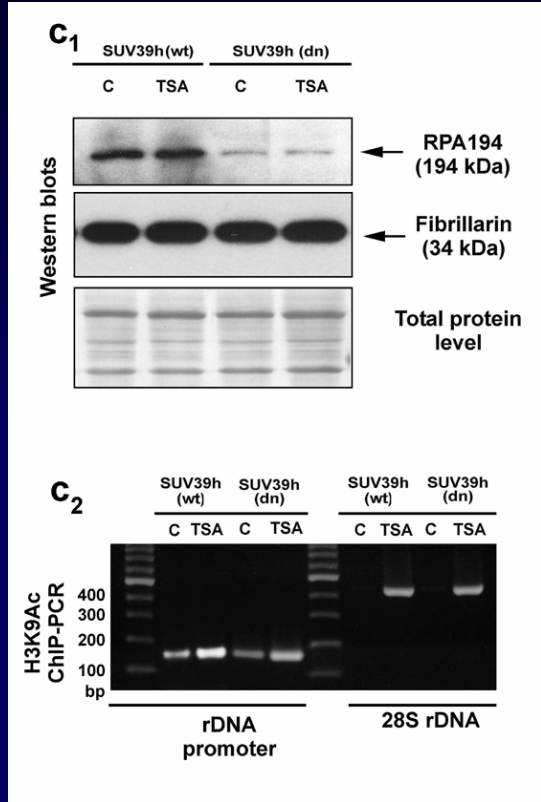 C1
SUV39h(wt) SUV39h (dn)
C TSA C TSA
Western blots
RPA194
(194 kDa)
Fibrillarin
(34 kDa)
Total protein
level
C2
SUV39h
(wt)
SUV39h
(dn)
SUV39h
(wt)
SUV39h
(dn)
C TSA C TSA C TSA C TSA
H3K9Ac
ChIP-PCR
400
300
200
100
bp
rDNA
promoter
28S rDNA